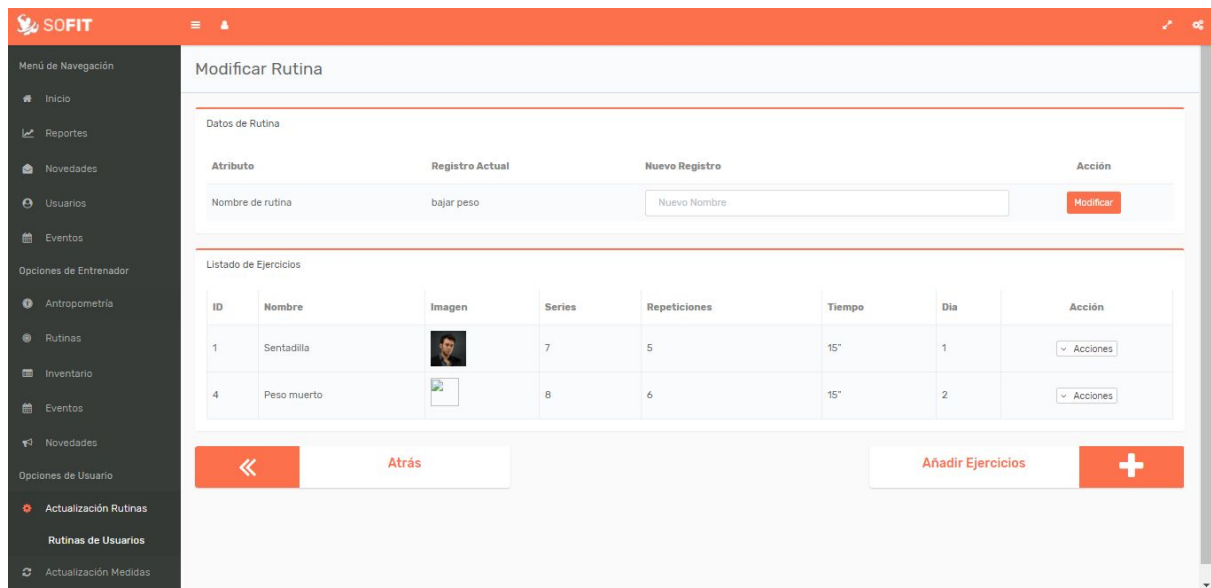 SOFIT
Menú de Navegación
Inicio
Reportes
Novedades
Usuarios
Eventos
Opciones de Entrenador
Antropometría
Rutinas
Inventario
Eventos
Novedades
Opciones de Usuario
Actualización Rutinas
Rutinas de Usuarios
Actualización Medidas
Modificar Rutina
Datos de Rutina
Atributo Registro Actual Nuevo Registro Acción
Nombre de rutina bajar peso Nuevo Nombre Modificar
Listado de Ejercicios
ID Nombre Imagen Series Repeticiones Tiempo Dia Acción
1 Sentadilla 7 5 15" 1 Acciones
4 Peso muerto 8 6 15" 2 Acciones
Atrás Añadir Ejercicios